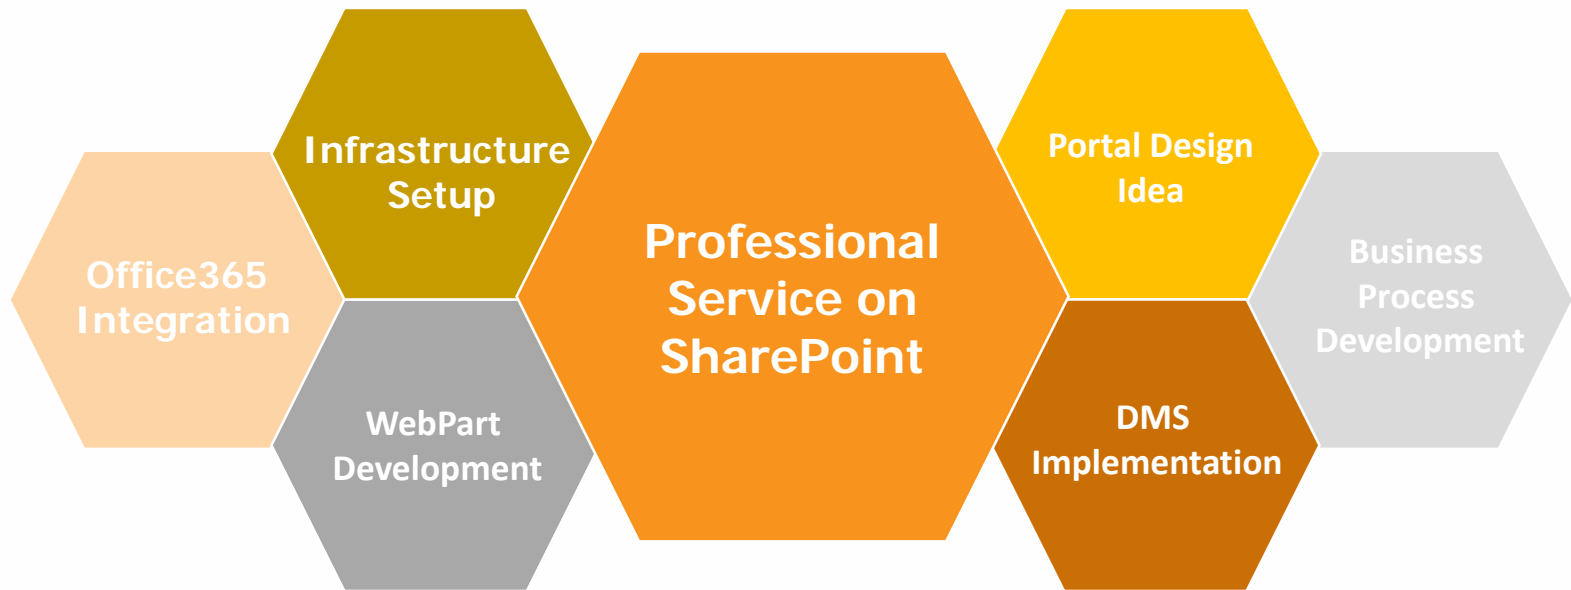 Office365
Integration
Infrastructure
Setup
WebPart
Development
Professional
Service on
SharePoint
Portal Design
Idea
DMS
Implementation
Business
Process
Development